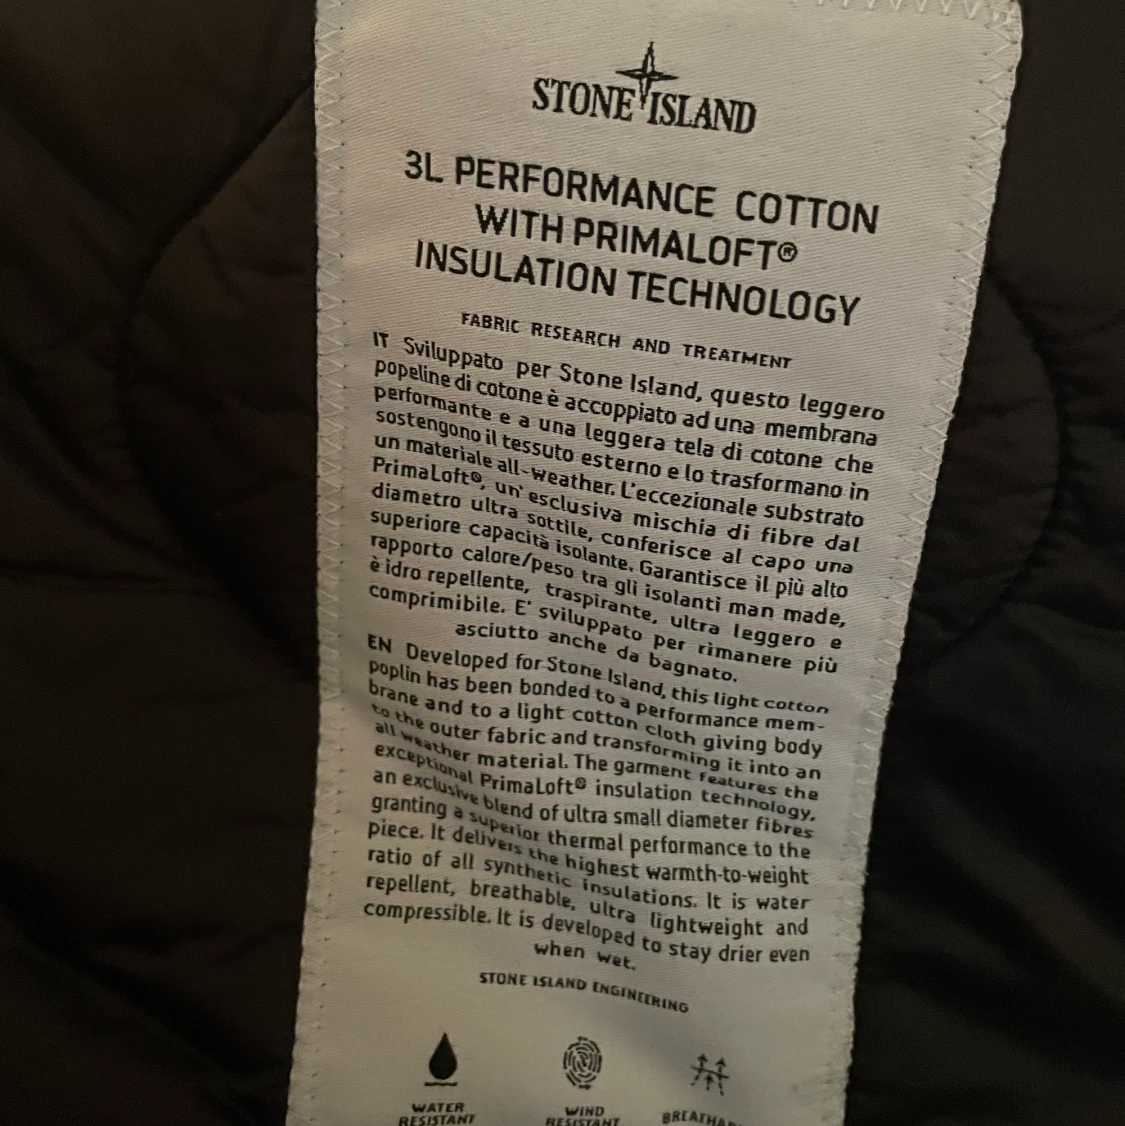 STONE ISLAND
3L PERFORMANCE COTTON
WITH PRIMALOFT®
INSULATION TECHNOLOGY
FABRIC RESEARCH AND TREATMENT
IT Sviluppato per Stone Island, questo leggero
popeline di cotone è accoppiato ad una membrana
performante e a una leggera tela di cotone che
sostengono il tessuto esterno e lo trasformano in
un materiale all-weather. L'eccezionale substrato
PrimaLoft®, un' esclusiva mischia di fibre dal
diametro ultra sottile, conferisce al capo una
superiore capacità isolante. Garantisce il più alto
rapporto calore/peso tra gli isolanti man made,
è idro repellente, traspirante, ultra leggero e
comprimibile. E' sviluppato per rimanere più
asciutto anche da bagnato.
EN Developed for Stone Island, this light cotton
poplin has been bonded to a performance mem-
brane and to a light cotton cloth giving body
to the outer fabric and transforming it into an
all weather material. The garment features the
exceptional PrimaLoft® insulation technology,
an exclusive blend of ultra small diameter fibres
granting a superior thermal performance to the
piece. It delivers the highest warmth-to-weight
ratio of all synthetic insulations. It is water
repellent, breathable, ultra lightweight and
compressible. It is developed to stay drier even
when wet.
STONE ISLAND ENGINEERING
WATER
RESISTANT
WIND
RESISTANT
BREATHA